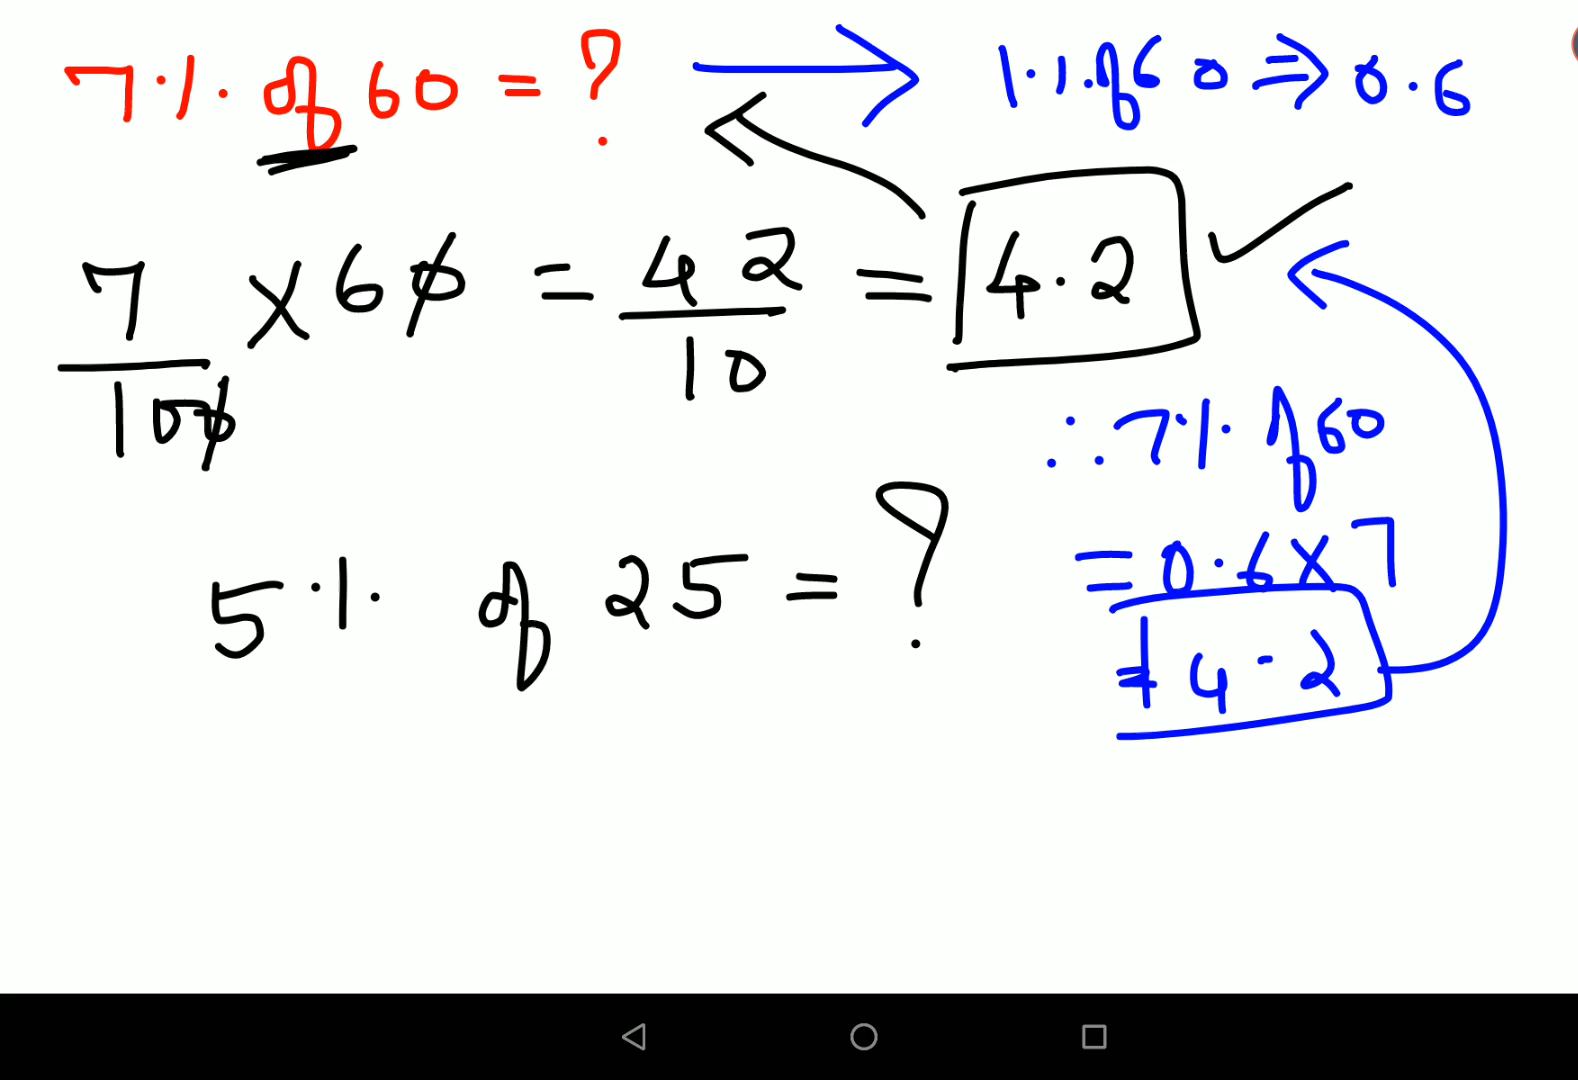 7% of 60 = ?
1% of 60 ⇒ 0.6
7/100 × 60 = 42/10 = 4.2
∴ 7% of 60
= 0.6 × 7
= 4.2
5% of 25 = ?